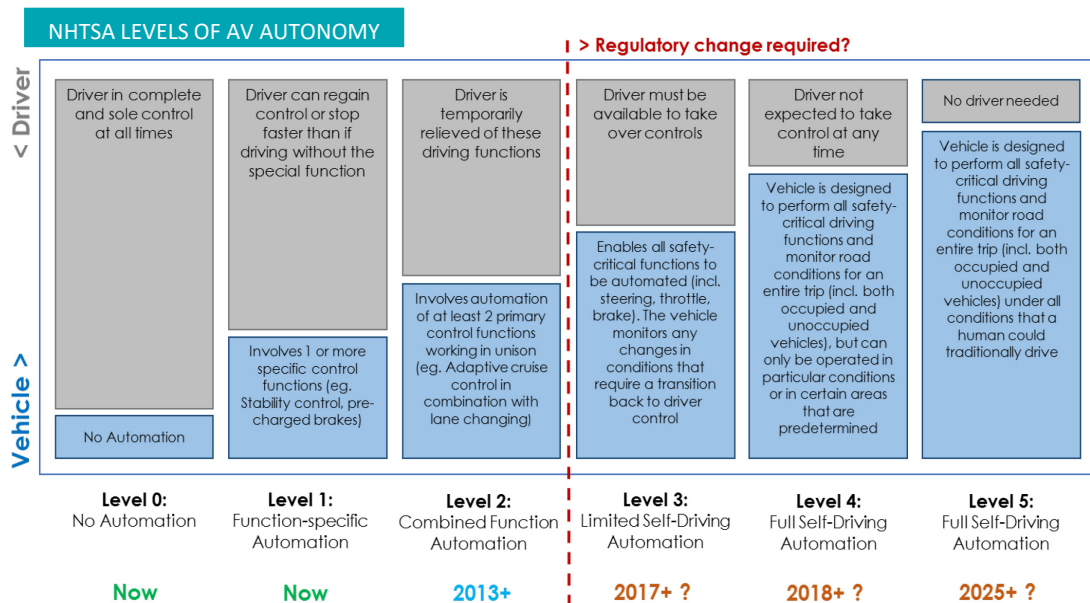 NHTSA LEVELS OF AV AUTONOMY
> Regulatory change required?
< Driver
Vehicle >
Driver in complete
and sole control
at all times
No Automation
Driver can regain
control or stop
faster than if
driving without the
special function
Involves 1 or more
specific control
functions (eg.
Stability control, pre-
charged brakes)
Driver is
temporarily
relieved of these
driving functions
Involves automation
of at least 2 primary
control functions
working in unison
(eg. Adaptive cruise
control in
combination with
lane changing)
Driver must be
available to take
over controls
Enables all safety-
critical functions to
be automated (incl.
steering, throttle,
brake). The vehicle
monitors any
changes in
conditions that
require a transition
back to driver
control
Driver not
expected to take
control at any
time
Vehicle is designed
to perform all safety-
critical driving
functions and
monitor road
conditions for an
entire trip (incl. both
occupied and
unoccupied
vehicles), but can
only be operated in
particular conditions
or in certain areas
that are
predetermined
No driver needed
Vehicle is designed
to perform all safety-
critical driving
functions and
monitor road
conditions for an
entire trip (incl. both
occupied and
unoccupied
vehicles) under all
conditions that a
human could
traditionally drive
Level 0:
No Automation
Now
Level 1:
Function-specific
Automation
Now
Level 2:
Combined Function
Automation
2013+
Level 3:
Limited Self-Driving
Automation
2017+ ?
Level 4:
Full Self-Driving
Automation
2018+ ?
Level 5:
Full Self-Driving
Automation
2025+ ?